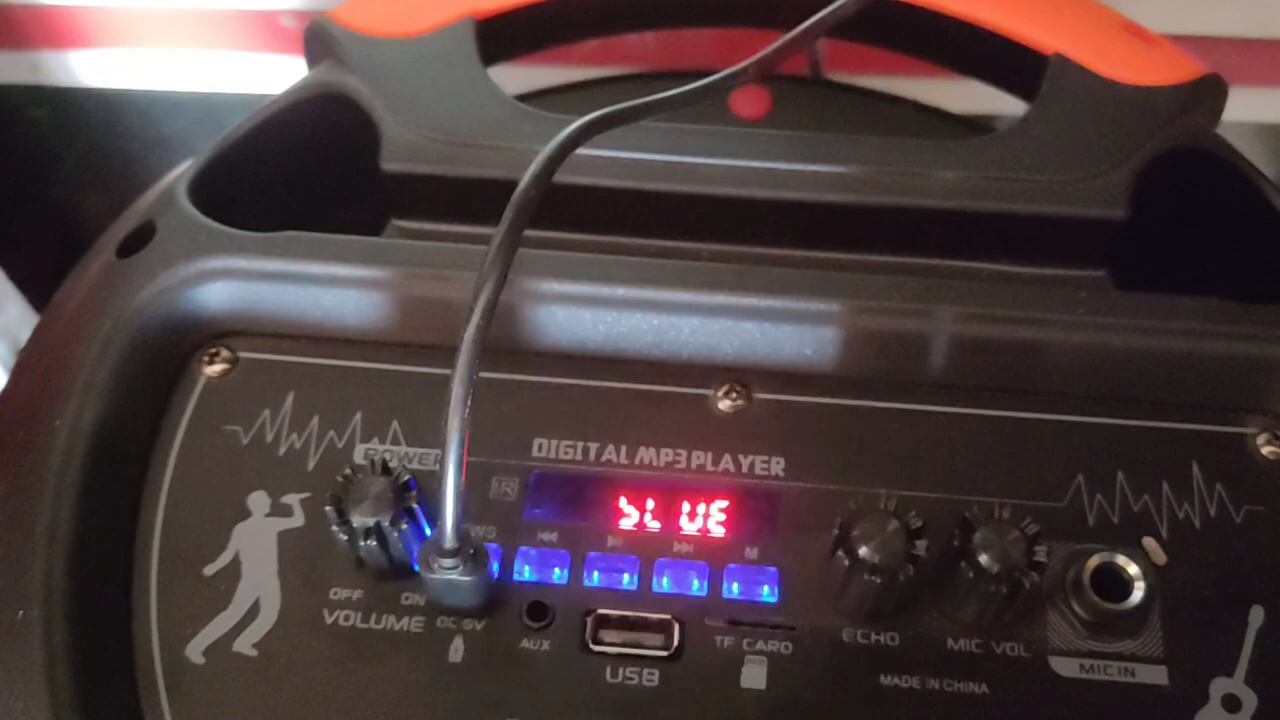 POWER
DIGITAL MP3 PLAYER
IR
bLUE
M
OFF
ON
VOLUME
DC 5V
AUX
USB
TF CARD
ECHO
MIC VOL
MIC IN
MADE IN CHINA